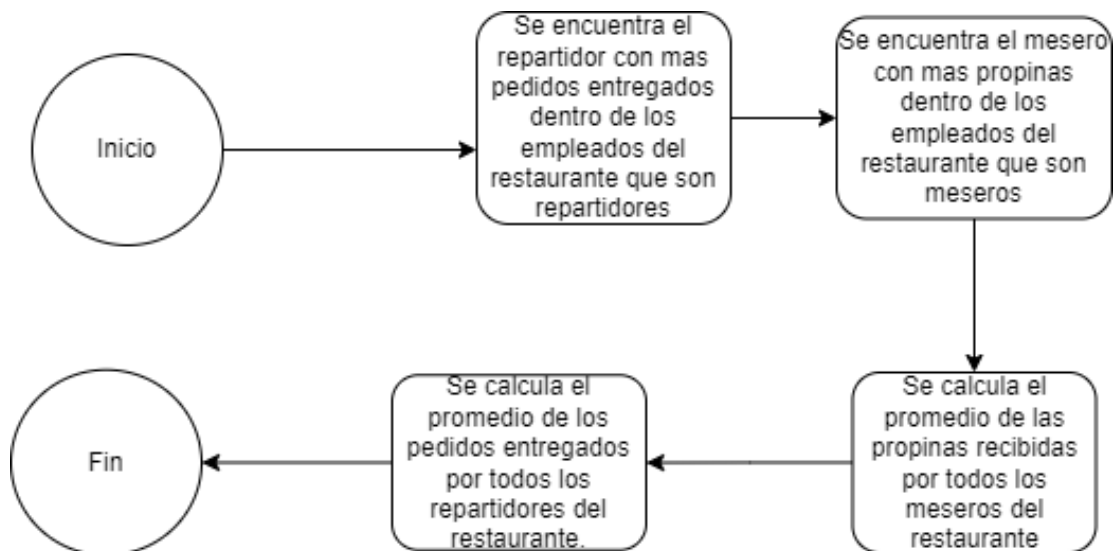 Inicio
Se encuentra el
repartidor con mas
pedidos entregados
dentro de los
empleados del
restaurante que son
repartidores
Se encuentra el mesero
con mas propinas
dentro de los
empleados del
restaurante que son
meseros
Se calcula el
promedio de las
propinas recibidas
por todos los
meseros del
restaurante
Se calcula el
promedio de los
pedidos entregados
por todos los
repartidores del
restaurante.
Fin